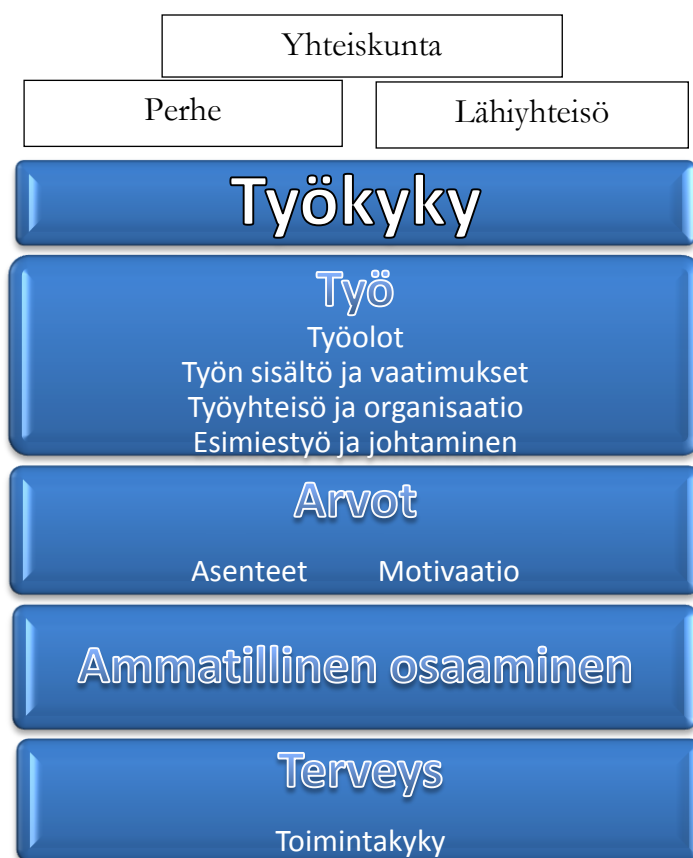 Yhteiskunta
Perhe
Lähiyhteisö
Työkyky
Työ
Työolot
Työn sisältö ja vaatimukset
Työyhteisö ja organisaatio
Esimiestyö ja johtaminen
Arvot
Asenteet Motivaatio
Ammatillinen osaaminen
Terveys
Toimintakyky